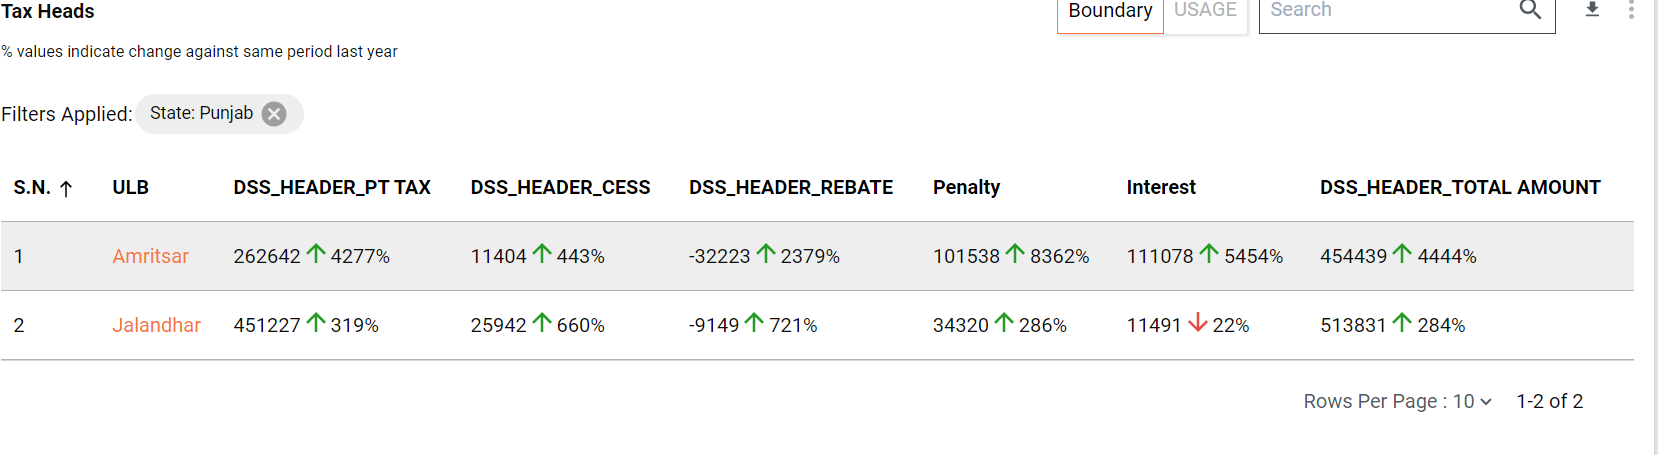 Tax Heads
Boundary USAGE Search
% values indicate change against same period last year
Filters Applied: State: Punjab
S.N. ↑ ULB DSS_HEADER_PT TAX DSS_HEADER_CESS DSS_HEADER_REBATE Penalty Interest DSS_HEADER_TOTAL AMOUNT
1 Amritsar 262642 ↑ 4277% 11404 ↑ 443% -32223 ↑ 2379% 101538 ↑ 8362% 111078 ↑ 5454% 454439 ↑ 4444%
2 Jalandhar 451227 ↑ 319% 25942 ↑ 660% -9149 ↑ 721% 34320 ↑ 286% 11491 ↓ 22% 513831 ↑ 284%
Rows Per Page : 10 1-2 of 2